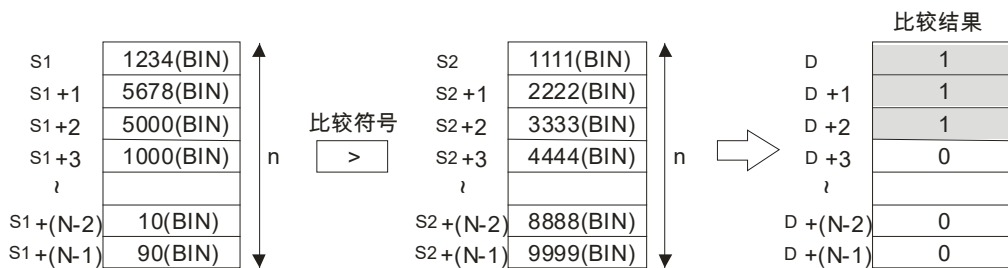 比较结果
S1 1234(BIN) S2 1111(BIN) D 1
S1 +1 5678(BIN) S2 +1 2222(BIN) D +1 1
S1 +2 5000(BIN) 比较符号 S2 +2 3333(BIN) D +2 1
S1 +3 1000(BIN) n > S2 +3 4444(BIN) n D +3 0
~ ~ ~
S1 +(N-2) 10(BIN) S2 +(N-2) 8888(BIN) D +(N-2) 0
S1 +(N-1) 90(BIN) S2 +(N-1) 9999(BIN) D +(N-1) 0